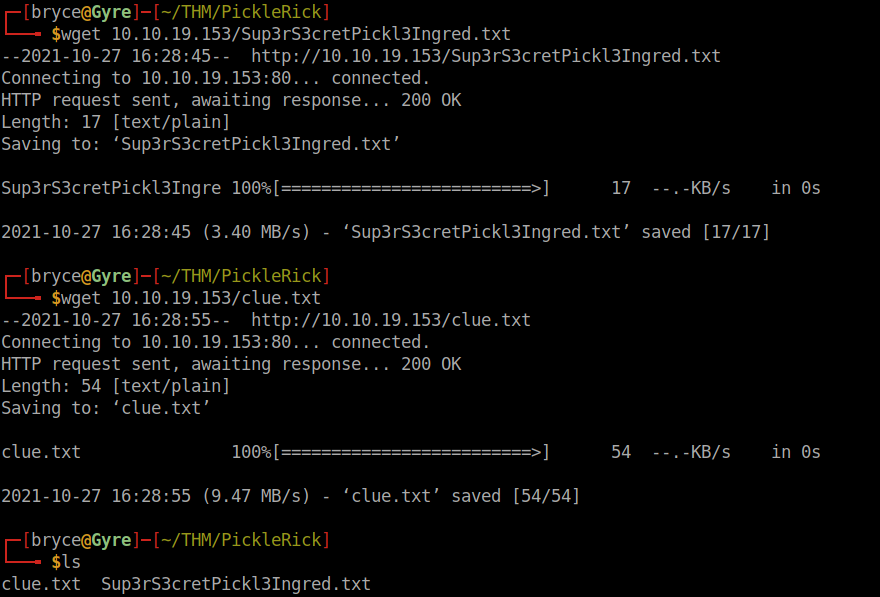 ┌─[bryce@Gyre]─[~/THM/PickleRick]
└──╼ $wget 10.10.19.153/Sup3rS3cretPickl3Ingred.txt
--2021-10-27 16:28:45--  http://10.10.19.153/Sup3rS3cretPickl3Ingred.txt
Connecting to 10.10.19.153:80... connected.
HTTP request sent, awaiting response... 200 OK
Length: 17 [text/plain]
Saving to: ‘Sup3rS3cretPickl3Ingred.txt’

Sup3rS3cretPickl3Ingre 100%[=========================>]      17  --.-KB/s    in 0s

2021-10-27 16:28:45 (3.40 MB/s) - ‘Sup3rS3cretPickl3Ingred.txt’ saved [17/17]

┌─[bryce@Gyre]─[~/THM/PickleRick]
└──╼ $wget 10.10.19.153/clue.txt
--2021-10-27 16:28:55--  http://10.10.19.153/clue.txt
Connecting to 10.10.19.153:80... connected.
HTTP request sent, awaiting response... 200 OK
Length: 54 [text/plain]
Saving to: ‘clue.txt’

clue.txt               100%[=========================>]      54  --.-KB/s    in 0s

2021-10-27 16:28:55 (9.47 MB/s) - ‘clue.txt’ saved [54/54]

┌─[bryce@Gyre]─[~/THM/PickleRick]
└──╼ $ls
clue.txt  Sup3rS3cretPickl3Ingred.txt